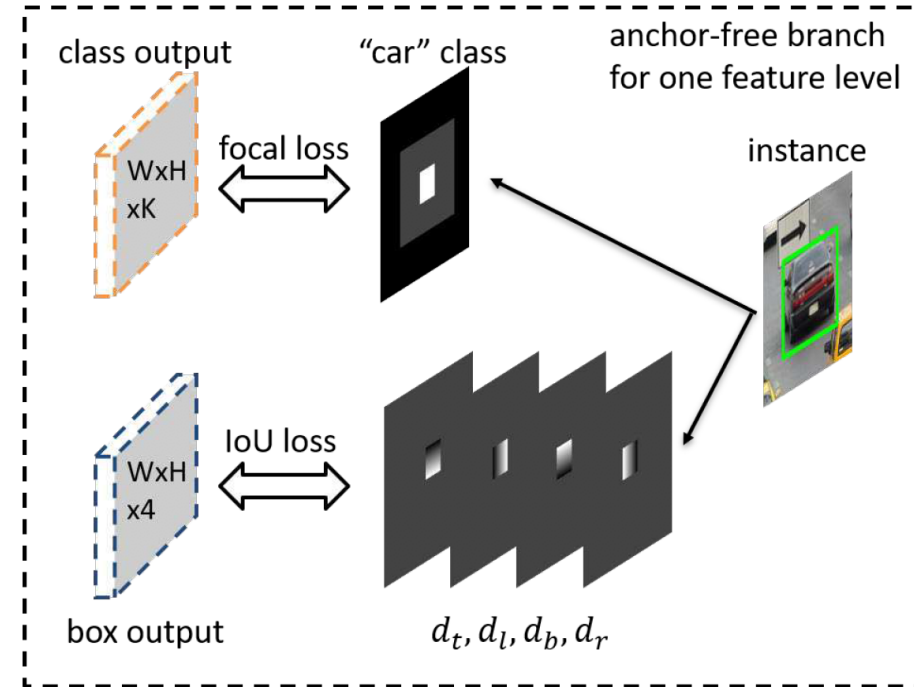 class output
“car” class
anchor-free branch
for one feature level
WxH
xK
focal loss
instance
WxH
x4
IoU loss
box output
d_t, d_l, d_b, d_r